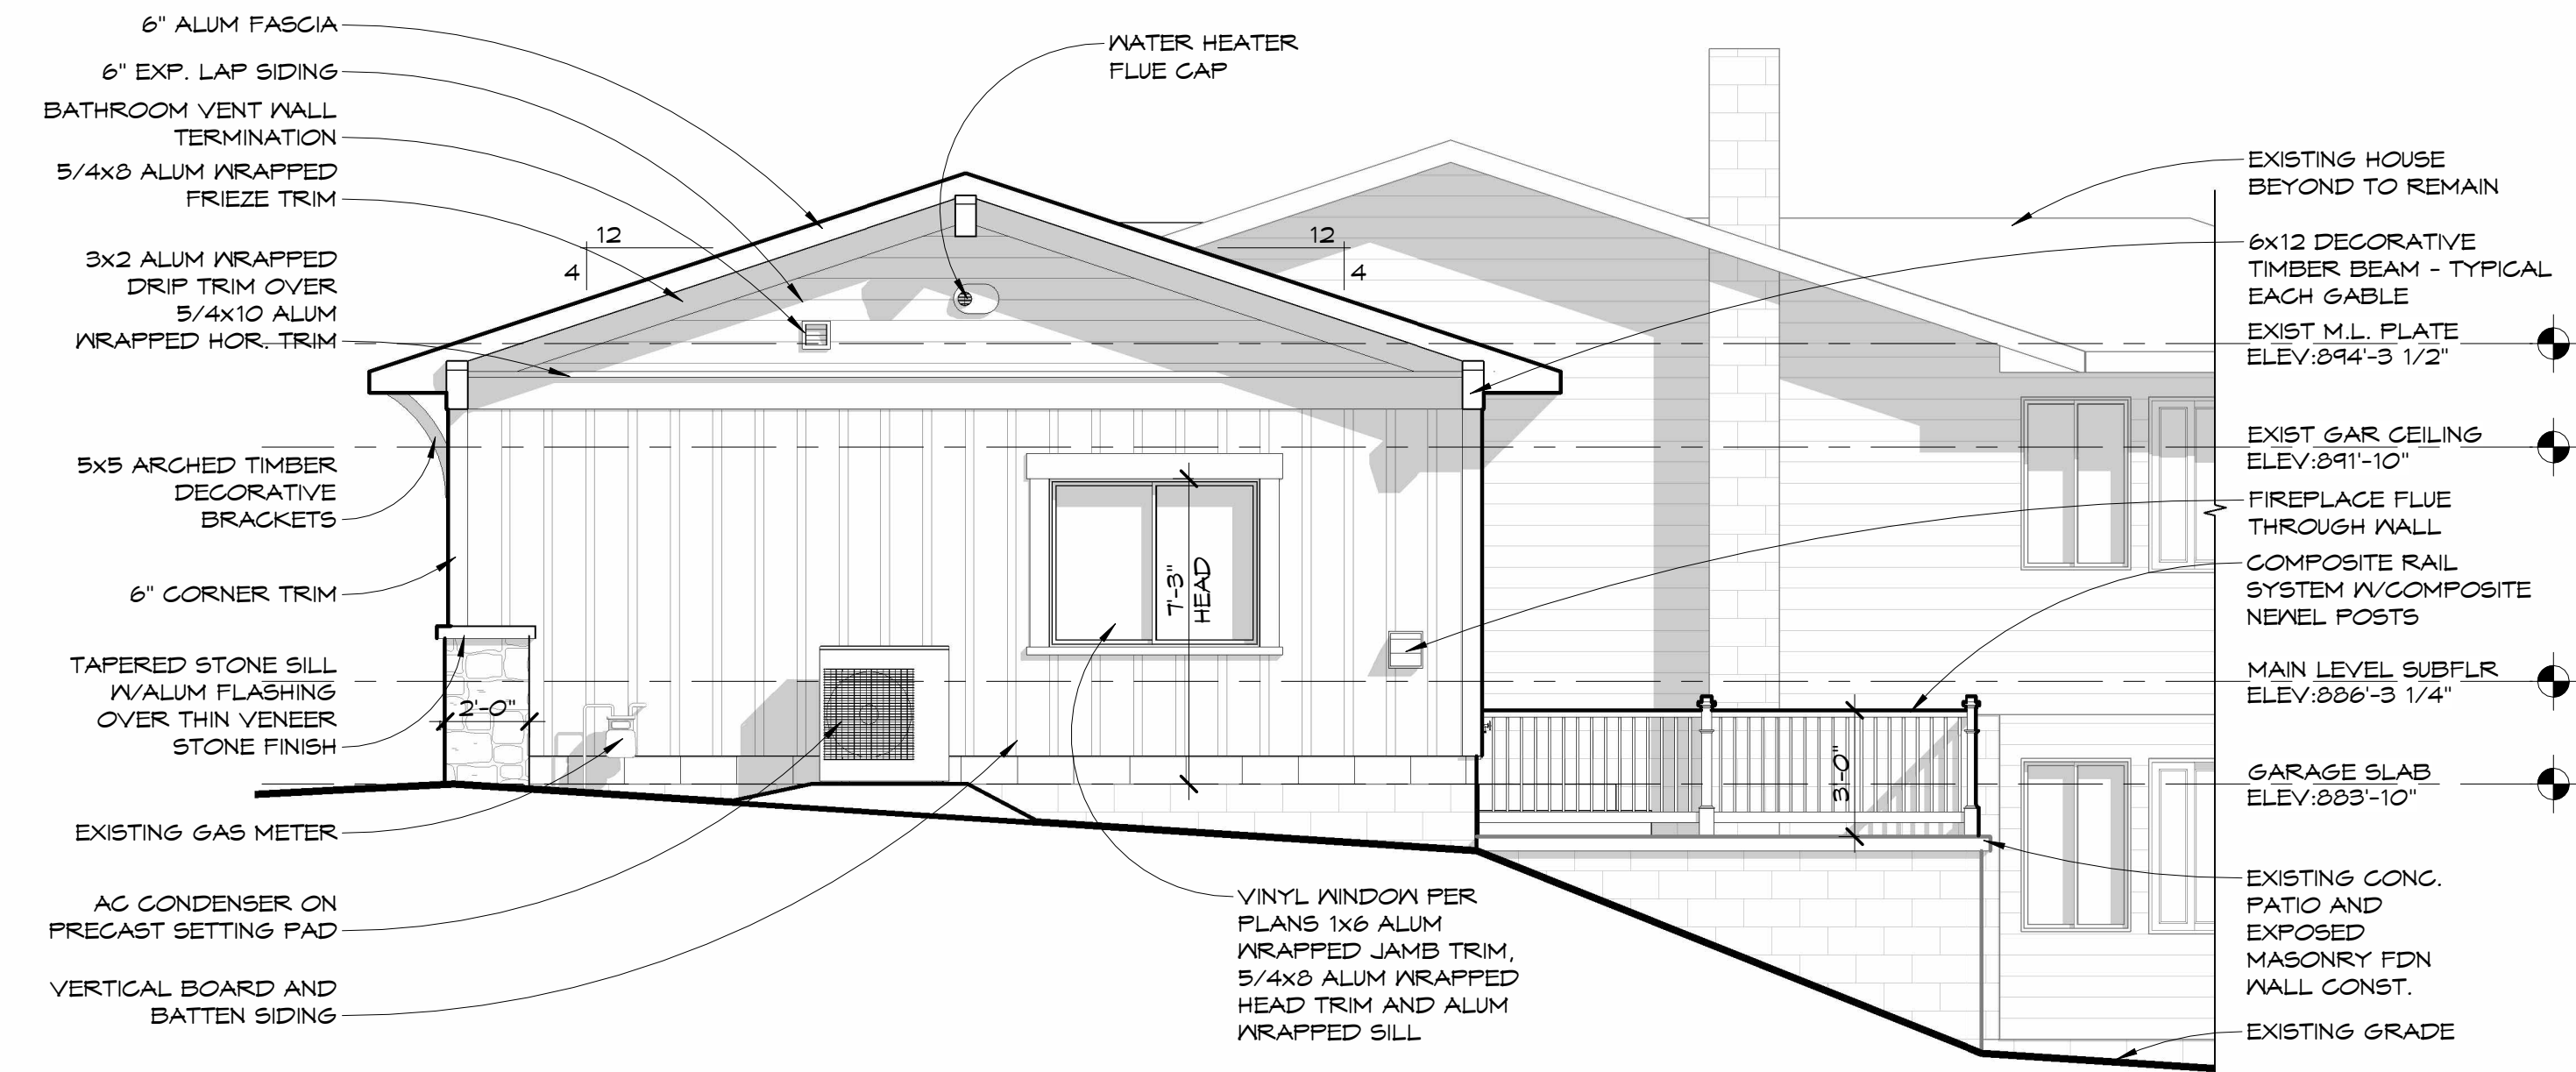 6" ALUM FASCIA
6" EXP. LAP SIDING
BATHROOM VENT WALL
TERMINATION
5/4x8 ALUM WRAPPED
FRIEZE TRIM
3x2 ALUM WRAPPED
DRIP TRIM OVER
5/4x10 ALUM
WRAPPED HOR. TRIM
5x5 ARCHED TIMBER
DECORATIVE
BRACKETS
6" CORNER TRIM
TAPERED STONE SILL
W/ALUM FLASHING
OVER THIN VENEER
STONE FINISH
EXISTING GAS METER
AC CONDENSER ON
PRECAST SETTING PAD
VERTICAL BOARD AND
BATTEN SIDING
WATER HEATER
FLUE CAP
12
4
12
4
7'-3"
HEAD
2'-0"
3'-0"
VINYL WINDOW PER
PLANS 1x6 ALUM
WRAPPED JAMB TRIM,
5/4x8 ALUM WRAPPED
HEAD TRIM AND ALUM
WRAPPED SILL
EXISTING HOUSE
BEYOND TO REMAIN
6x12 DECORATIVE
TIMBER BEAM - TYPICAL
EACH GABLE
EXIST M.L. PLATE
ELEV:894'-3 1/2"
EXIST GAR CEILING
ELEV:891'-10"
FIREPLACE FLUE
THROUGH WALL
COMPOSITE RAIL
SYSTEM W/COMPOSITE
NEWEL POSTS
MAIN LEVEL SUBFLR
ELEV:886'-3 1/4"
GARAGE SLAB
ELEV:883'-10"
EXISTING CONC.
PATIO AND
EXPOSED
MASONRY FDN
WALL CONST.
EXISTING GRADE